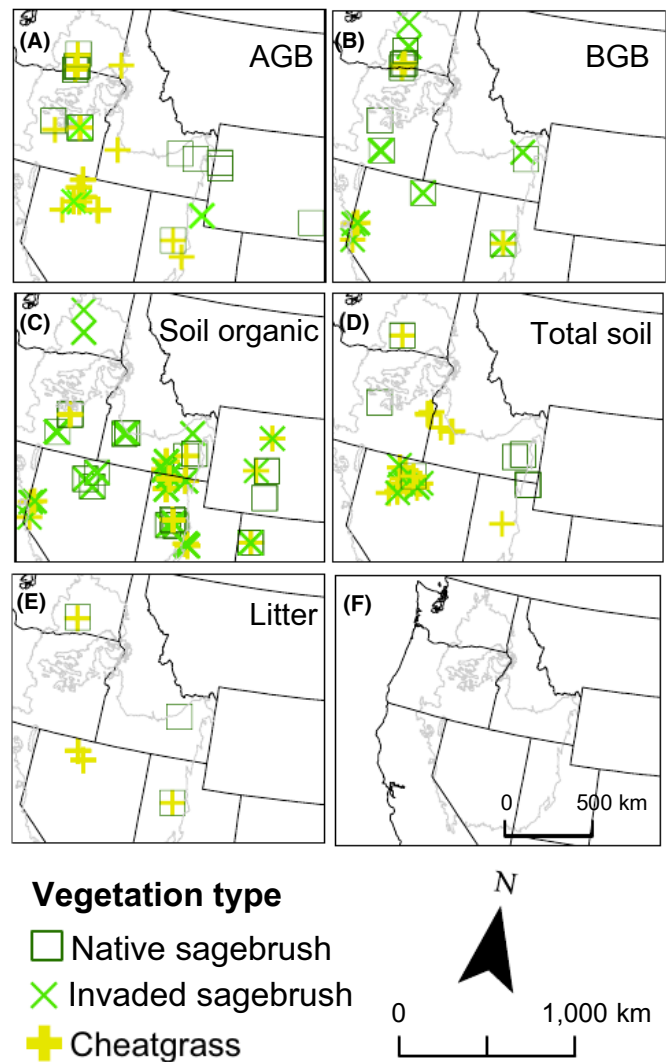 (A) AGB
(B) BGB
(C) Soil organic
(D) Total soil
(E) Litter
(F)
0 500 km
Vegetation type
Native sagebrush
Invaded sagebrush
Cheatgrass
N
0 1,000 km